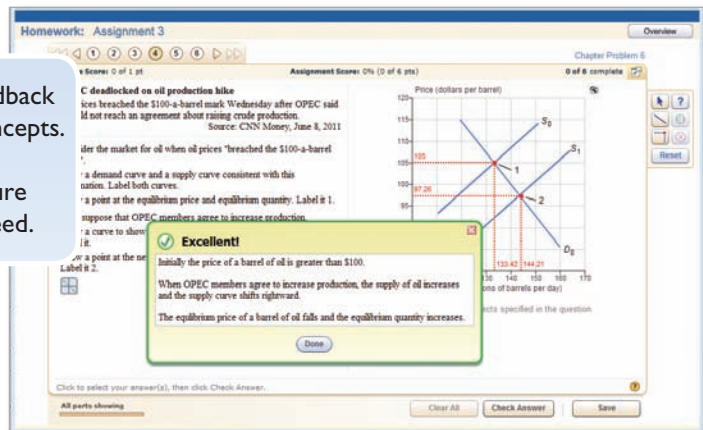 Homework: Assignment 3
Overview
1 2 3 4 5 6
Chapter Problem 6
Score: 0 of 1 pt
Assignment Score: 0% (0 of 6 pts)
0 of 6 complete
dback
ncepts.
ure
eed.
C deadlocked on oil production hike
ices breached the $100-a-barrel mark Wednesday after OPEC said
ld not reach an agreement about raising crude production.
Source: CNN Money, June 8, 2011
ider the market for oil when oil prices "breached the $100-a-barrel
".
a demand curve and a supply curve consistent with this
mation. Label both curves.
a point at the equilibrium price and equilibrium quantity. Label it 1.
suppose that OPEC members agree to increase production.
a curve to show
l it.
w a point at the ne
Label it 2.
Price (dollars per barrel)
120
115
110
105
105
100
97.26
95
S0
S1
1
2
D0
133.42 144.21
130 140 150 160 170
ons of barrels per day)
cts specified in the question.
?
Reset
Excellent!
Initially the price of a barrel of oil is greater than $100.
When OPEC members agree to increase production, the supply of oil increases
and the supply curve shifts rightward.
The equilibrium price of a barrel of oil falls and the equilibrium quantity increases.
Done
Click to select your answer(s), then click Check Answer.
?
All parts showing
Clear All
Check Answer
Save